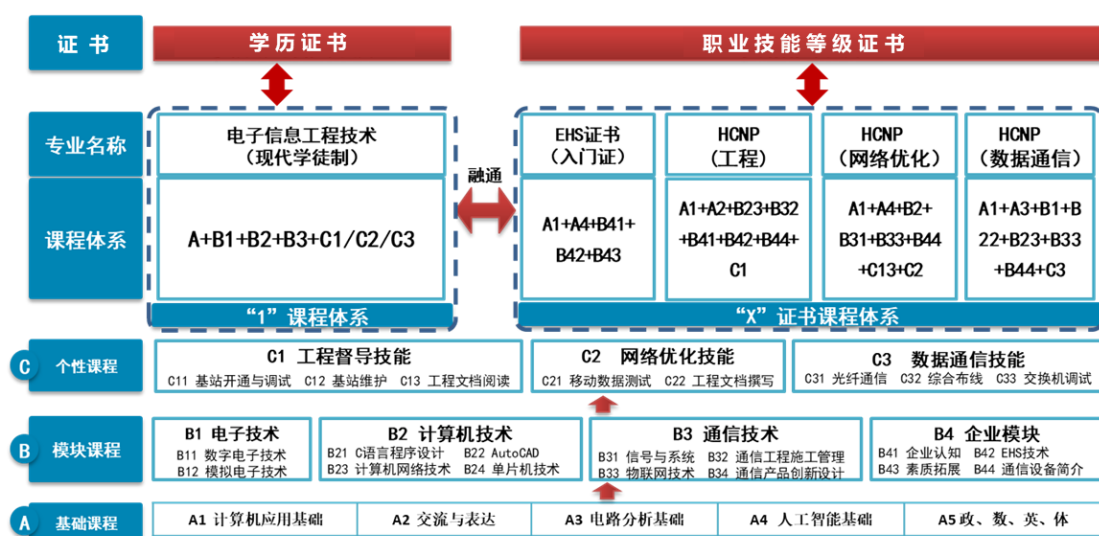 证书
学历证书
职业技能等级证书
专业名称
电子信息工程技术
（现代学徒制）
EHS证书
（入门证）
HCNP
（工程）
HCNP
（网络优化）
HCNP
（数据通信）
融通
课程体系
A+B1+B2+B3+C1/C2/C3
A1+A4+B41+
B42+B43
A1+A2+B23+B32
+B41+B42+B44+
C1
A1+A4+B2+
B31+B33+B44
+C13+C2
A1+A3+B1+B
22+B23+B33
+B44+C3
“1”课程体系
“X”证书课程体系
C 个性课程
C1 工程督导技能
C11 基站开通与调试 C12 基站维护 C13 工程文档阅读
C2 网络优化技能
C21 移动数据测试 C22 工程文档撰写
C3 数据通信技能
C31 光纤通信 C32 综合布线 C33 交换机调试
B 模块课程
B1 电子技术
B11 数字电子技术
B12 模拟电子技术
B2 计算机技术
B21 C语言程序设计 B22 AutoCAD
B23 计算机网络技术 B24 单片机技术
B3 通信技术
B31 信号与系统 B32 通信工程施工管理
B33 物联网技术 B34 通信产品创新设计
B4 企业模块
B41 企业认知 B42 EHS技术
B43 素质拓展 B44 通信设备简介
A 基础课程
A1 计算机应用基础
A2 交流与表达
A3 电路分析基础
A4 人工智能基础
A5政、数、英、体